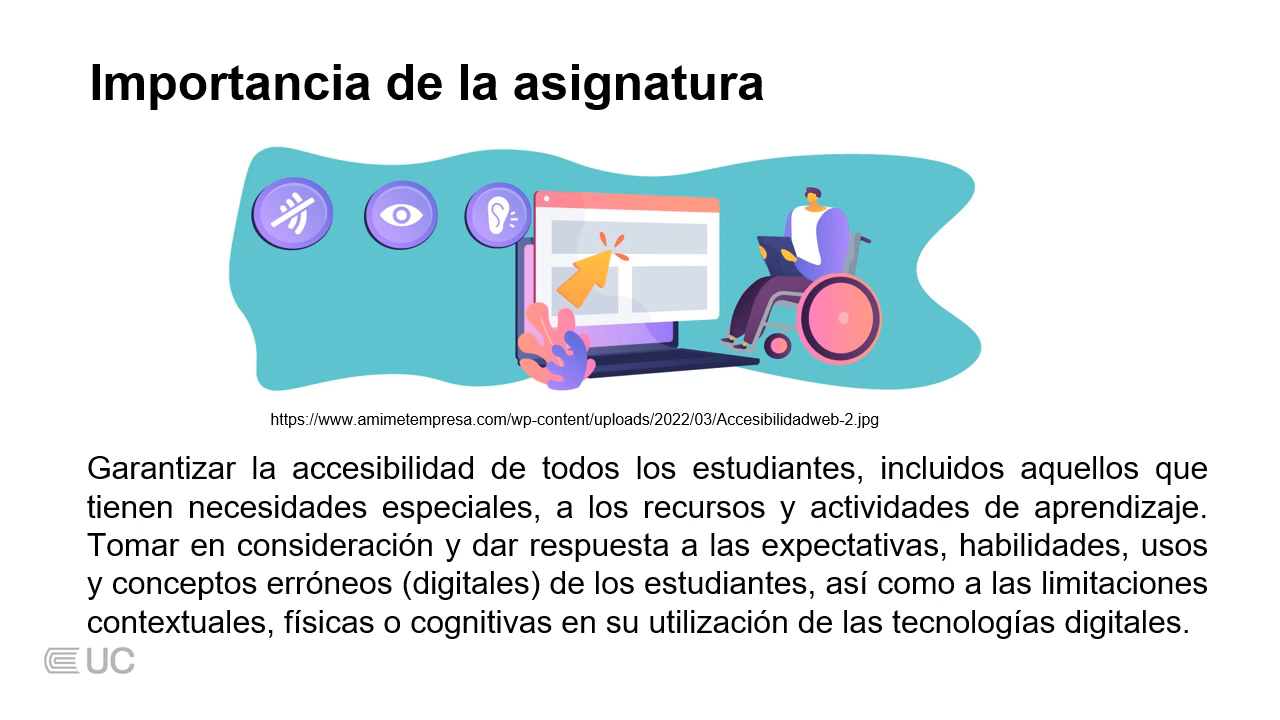 Importancia de la asignatura
https://www.amimetempresa.com/wp-content/uploads/2022/03/Accesibilidadweb-2.jpg
Garantizar la accesibilidad de todos los estudiantes, incluidos aquellos que
tienen necesidades especiales, a los recursos y actividades de aprendizaje.
Tomar en consideración y dar respuesta a las expectativas, habilidades, usos
y conceptos erróneos (digitales) de los estudiantes, así como a las limitaciones
contextuales, físicas o cognitivas en su utilización de las tecnologías digitales.
UC